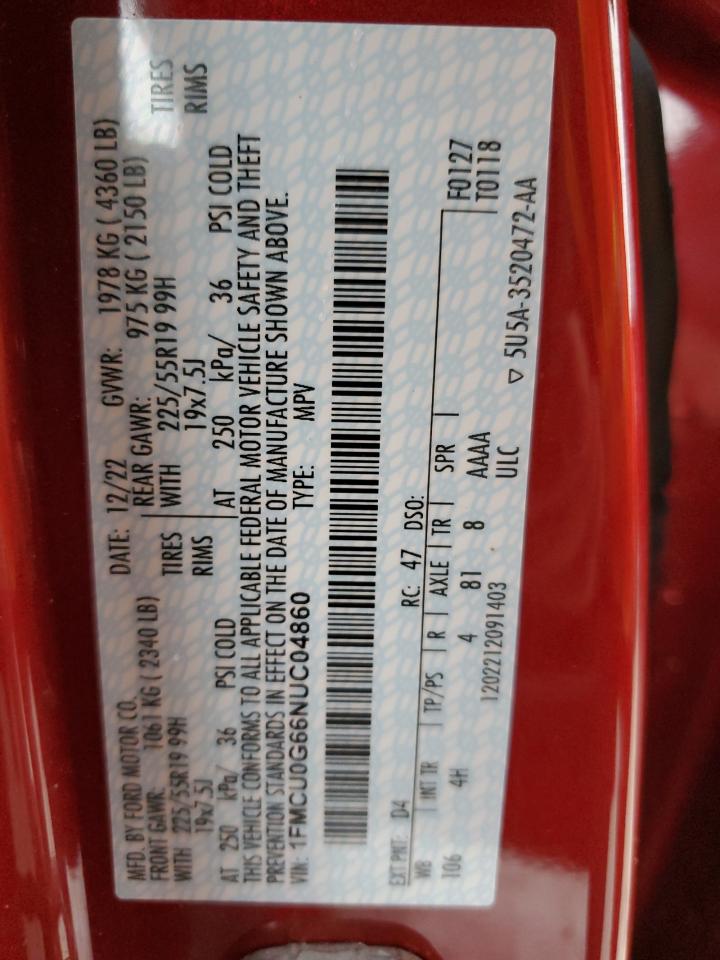 MFD. BY FORD MOTOR CO. DATE: 12/22 GVWR: 1978 KG ( 4360 LB)
FRONT GAWR: 1061 KG ( 2340 LB) REAR GAWR: 975 KG ( 2150 LB)
WITH 225/55R19 99H TIRES WITH 225/55R19 99H TIRES
19x7.5J RIMS 19x7.5J RIMS
AT 250 kPa/ 36 PSI COLD AT 250 kPa/ 36 PSI COLD
THIS VEHICLE CONFORMS TO ALL APPLICABLE FEDERAL MOTOR VEHICLE SAFETY AND THEFT
PREVENTION STANDARDS IN EFFECT ON THE DATE OF MANUFACTURE SHOWN ABOVE.
VIN: 1FMCU0G66NUC04860 TYPE: MPV
EXT PNT: D4 RC: 47 DSO:
WB INT TR TP/PS R AXLE TR SPR F0127
106 4H 4 81 8 AAAA T0118
ULC
1202212091403 ▽ 5U5A-3520472-AA